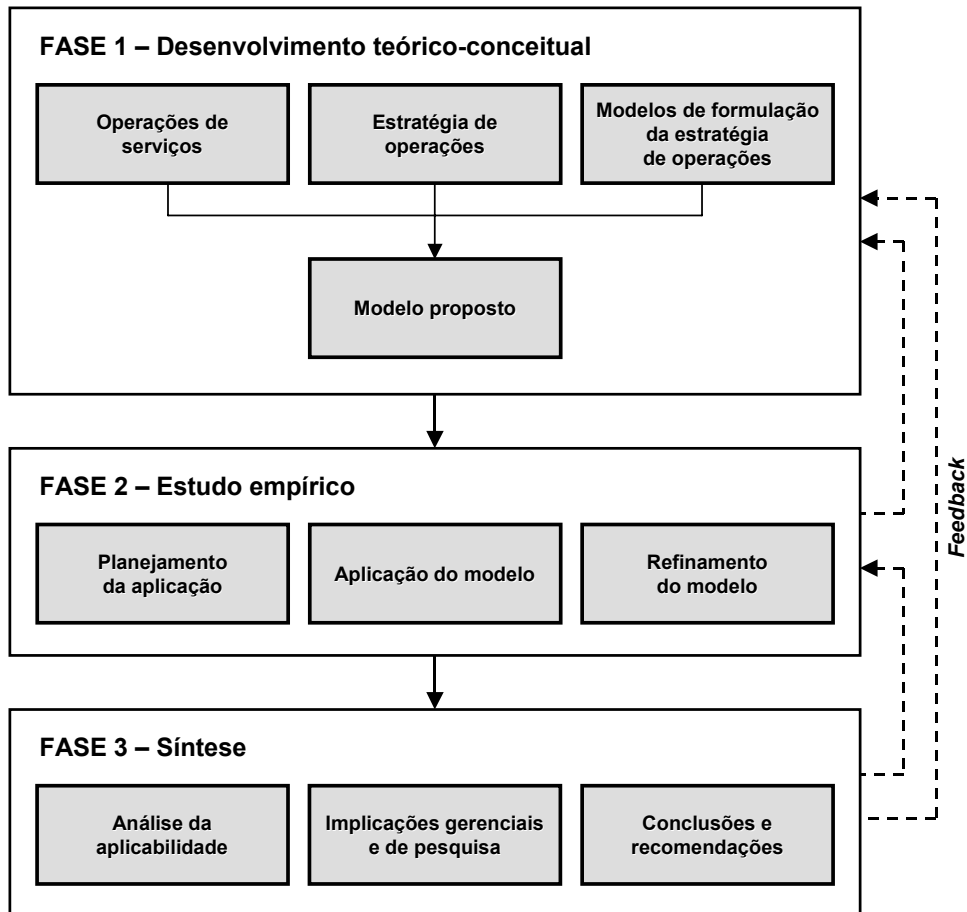 FASE 1 – Desenvolvimento teórico-conceitual
Operações de
serviços
Estratégia de
operações
Modelos de formulação
da estratégia
de operações
Modelo proposto
FASE 2 – Estudo empírico
Planejamento
da aplicação
Aplicação do modelo
Refinamento
do modelo
FASE 3 – Síntese
Análise da
aplicabilidade
Implicações gerenciais
e de pesquisa
Conclusões e
recomendações
Feedback